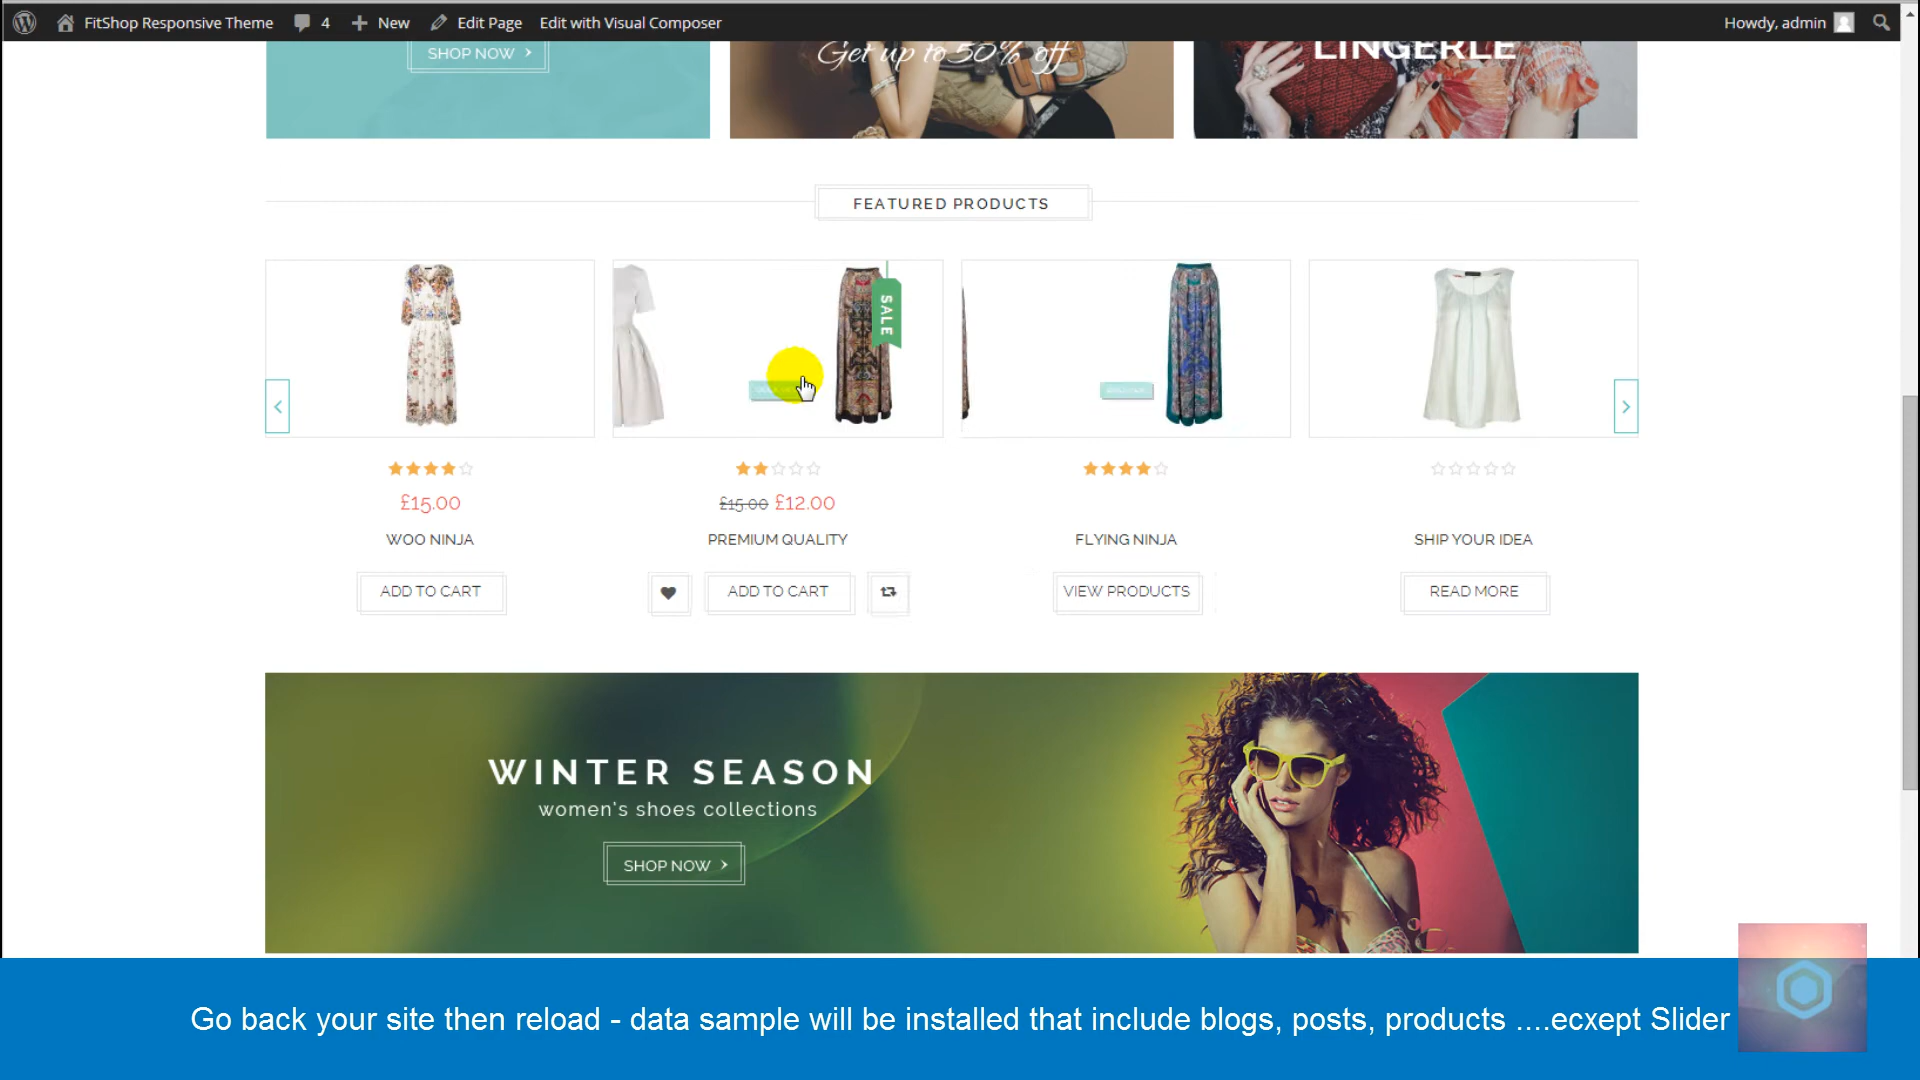 FitShop Responsive Theme 4 New Edit Page Edit with Visual Composer Howdy, admin
SHOP NOW
Get up to 50% off
LINGERLE
FEATURED PRODUCTS
SALE
£15.00
£15.00 £12.00
WOO NINJA
PREMIUM QUALITY
FLYING NINJA
SHIP YOUR IDEA
ADD TO CART
ADD TO CART
VIEW PRODUCTS
READ MORE
WINTER SEASON
women's shoes collections
SHOP NOW
Go back your site then reload - data sample will be installed that include blogs, posts, products ....ecxept Slider